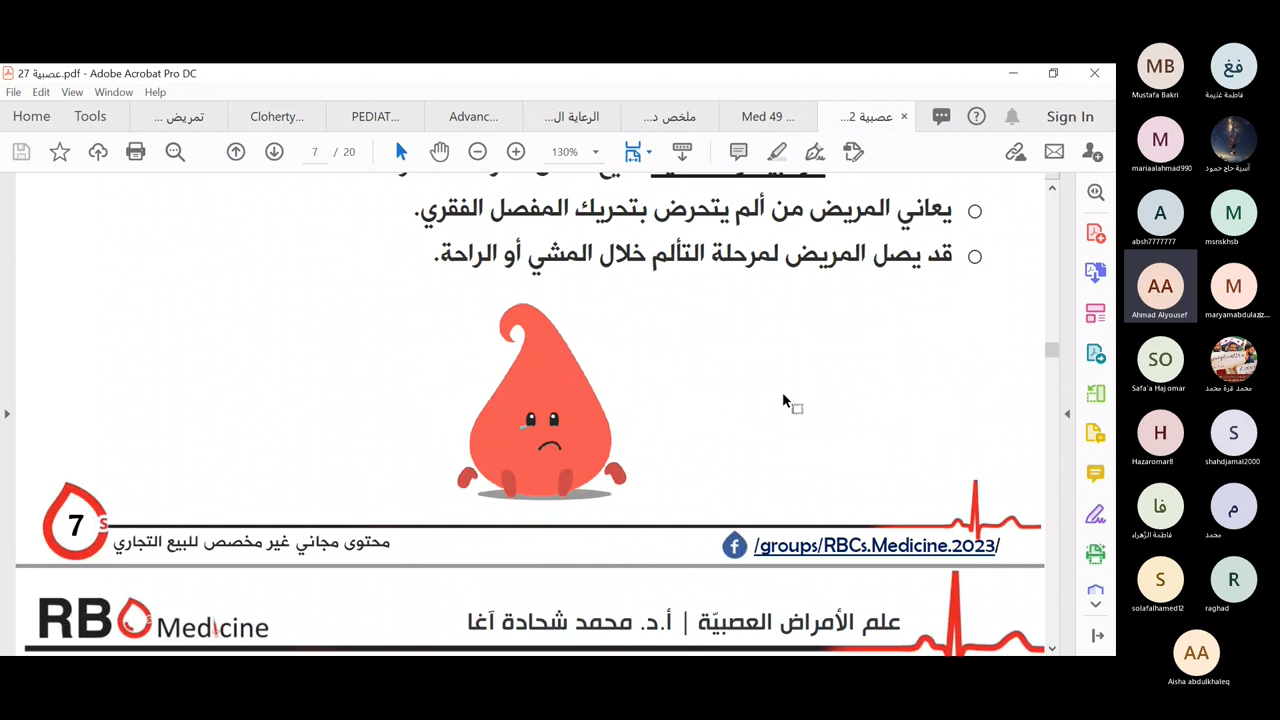 عصبية 27.pdf - Adobe Acrobat Pro DC
File Edit View Window Help
Home Tools تمريض ... Cloherty... PEDIAT... Advanc... الرعاية ال... ملخص د... Med 49 ... عصبية 2... × Sign In
7 / 20 130%
يعاني المريض من ألم يتحرض بتحريك المفصل الفقري.
قد يصل المريض لمرحلة التألم خلال المشي أو الراحة.
7 s
محتوى مجاني غير مخصص للبيع التجاري
/groups/RBCs.Medicine.2023/
RB Medicine
علم الأمراض العصبيّة | أ.د. محمد شحادة آغا
MB فغ
Mustafa Bakri فاطمة غنيمة
M
mariaalahmad990 آسية حاج حمود
A M
absh7777777 msnskhsb
AA M
Ahmad Alyousef maryamabdulaziz...
SO
Safa'a Haj omar محمد قرة محمد
H S
Hazaromar8 shahdjamal2000
فا م
فاطمة الزهراء محمد
S R
solafalhamed12 raghad
AA
Aisha abdulkhaleq